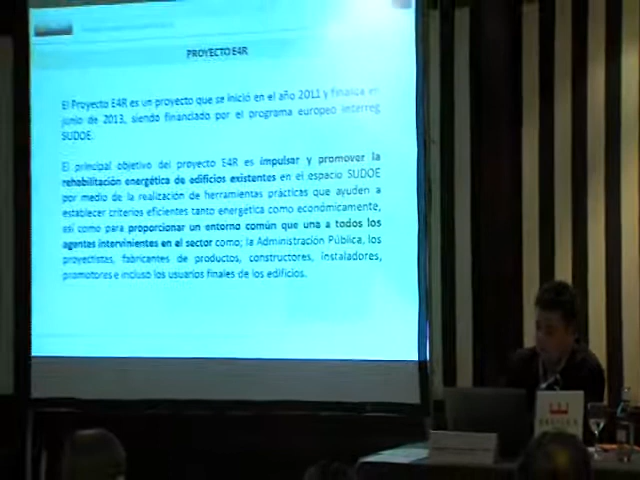 PROYECTO E4R
El Proyecto E4R es un proyecto que se inició en el año 2011 y finaliza en
junio de 2013, siendo financiado por el programa europeo Interreg
SUDOE.
El principal objetivo del proyecto E4R es impulsar y promover la
rehabilitación energética de edificios existentes en el espacio SUDOE
por medio de la realización de herramientas prácticas que ayuden a
establecer criterios eficientes tanto energética como económicamente,
así como para proporcionar un entorno común que una a todos los
agentes intervinientes en el sector como; la Administración Pública, los
proyectistas, fabricantes de productos, constructores, instaladores,
promotores e incluso los usuarios finales de los edificios.